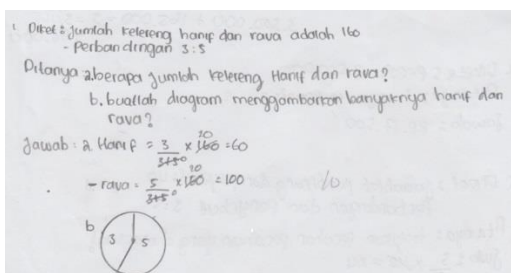 1. Diket : jumlah kelereng hanif dan rava adalah 160
- Perbandingan 3:5
Ditanya a. berapa jumlah kelereng Hanif dan rava?
b. buatlah diagram menggambarkan banyaknya hanif dan
rava?
Jawab : a. Hanif = 3/3+5 × 160 20 = 60
- rava = 5/3+5 × 160 20 = 100
b.
3 5